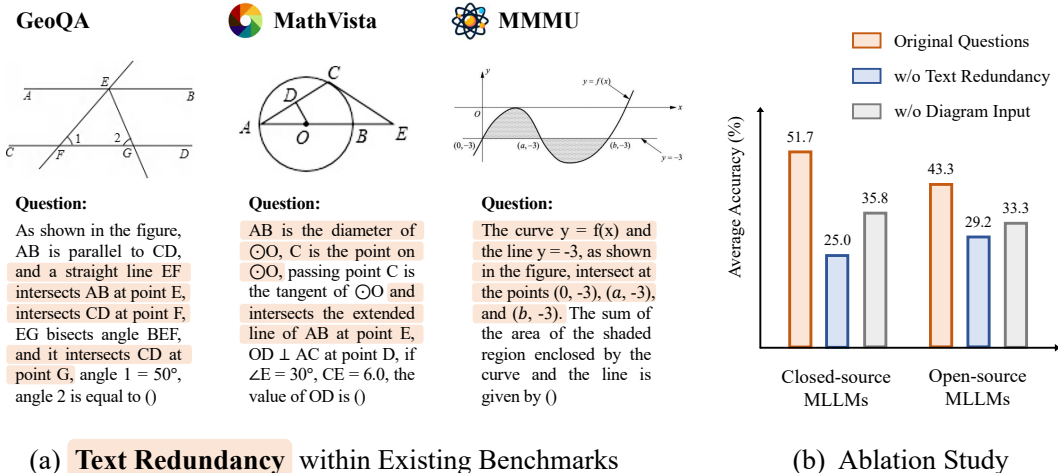 GeoQA
A
E
B
C
F
1
2
G
D
Question:
As shown in the figure,
AB is parallel to CD,
and a straight line EF
intersects AB at point E,
intersects CD at point F,
EG bisects angle BEF,
and it intersects CD at
point G, angle 1 = 50°,
angle 2 is equal to ()
MathVista
C
D
A
O
B
E
Question:
AB is the diameter of
⊙O, C is the point on
⊙O, passing point C is
the tangent of ⊙O and
intersects the extended
line of AB at point E,
OD ⊥ AC at point D, if
∠E = 30°, CE = 6.0, the
value of OD is ()
MMMU
y
y = f(x)
O
x
(0, -3)
(a, -3)
(b, -3)
y = -3
Question:
The curve y = f(x) and
the line y = -3, as shown
in the figure, intersect at
the points (0, -3), (a, -3),
and (b, -3). The sum of
the area of the shaded
region enclosed by the
curve and the line is
given by ()
(a) Text Redundancy within Existing Benchmarks
Original Questions
w/o Text Redundancy
w/o Diagram Input
Average Accuracy (%)
51.7
25.0
35.8
43.3
29.2
33.3
Closed-source
MLLMs
Open-source
MLLMs
(b) Ablation Study